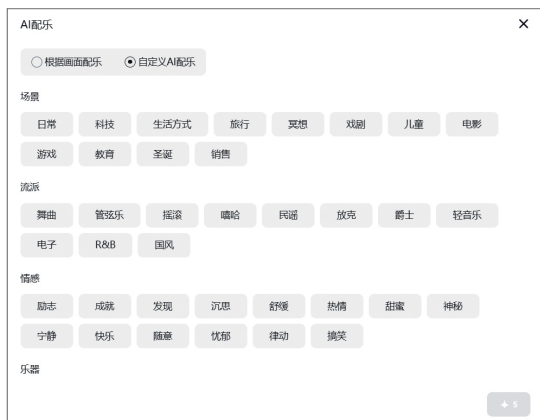 AI配乐
根据画面配乐 自定义AI配乐
场景
日常 科技 生活方式 旅行 冥想 戏剧 儿童 电影
游戏 教育 圣诞 销售
流派
舞曲 管弦乐 摇滚 嘻哈 民谣 放克 爵士 轻音乐
电子 R&B 国风
情感
励志 成就 发现 沉思 舒缓 热情 甜蜜 神秘
宁静 快乐 随意 忧郁 律动 搞笑
乐器
5